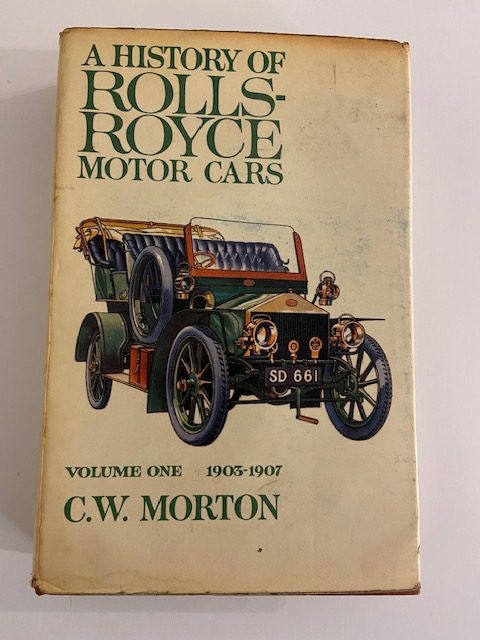 A HISTORY OF
ROLLS-
ROYCE
MOTOR CARS
SD 661
VOLUME ONE 1903-1907
C.W. MORTON